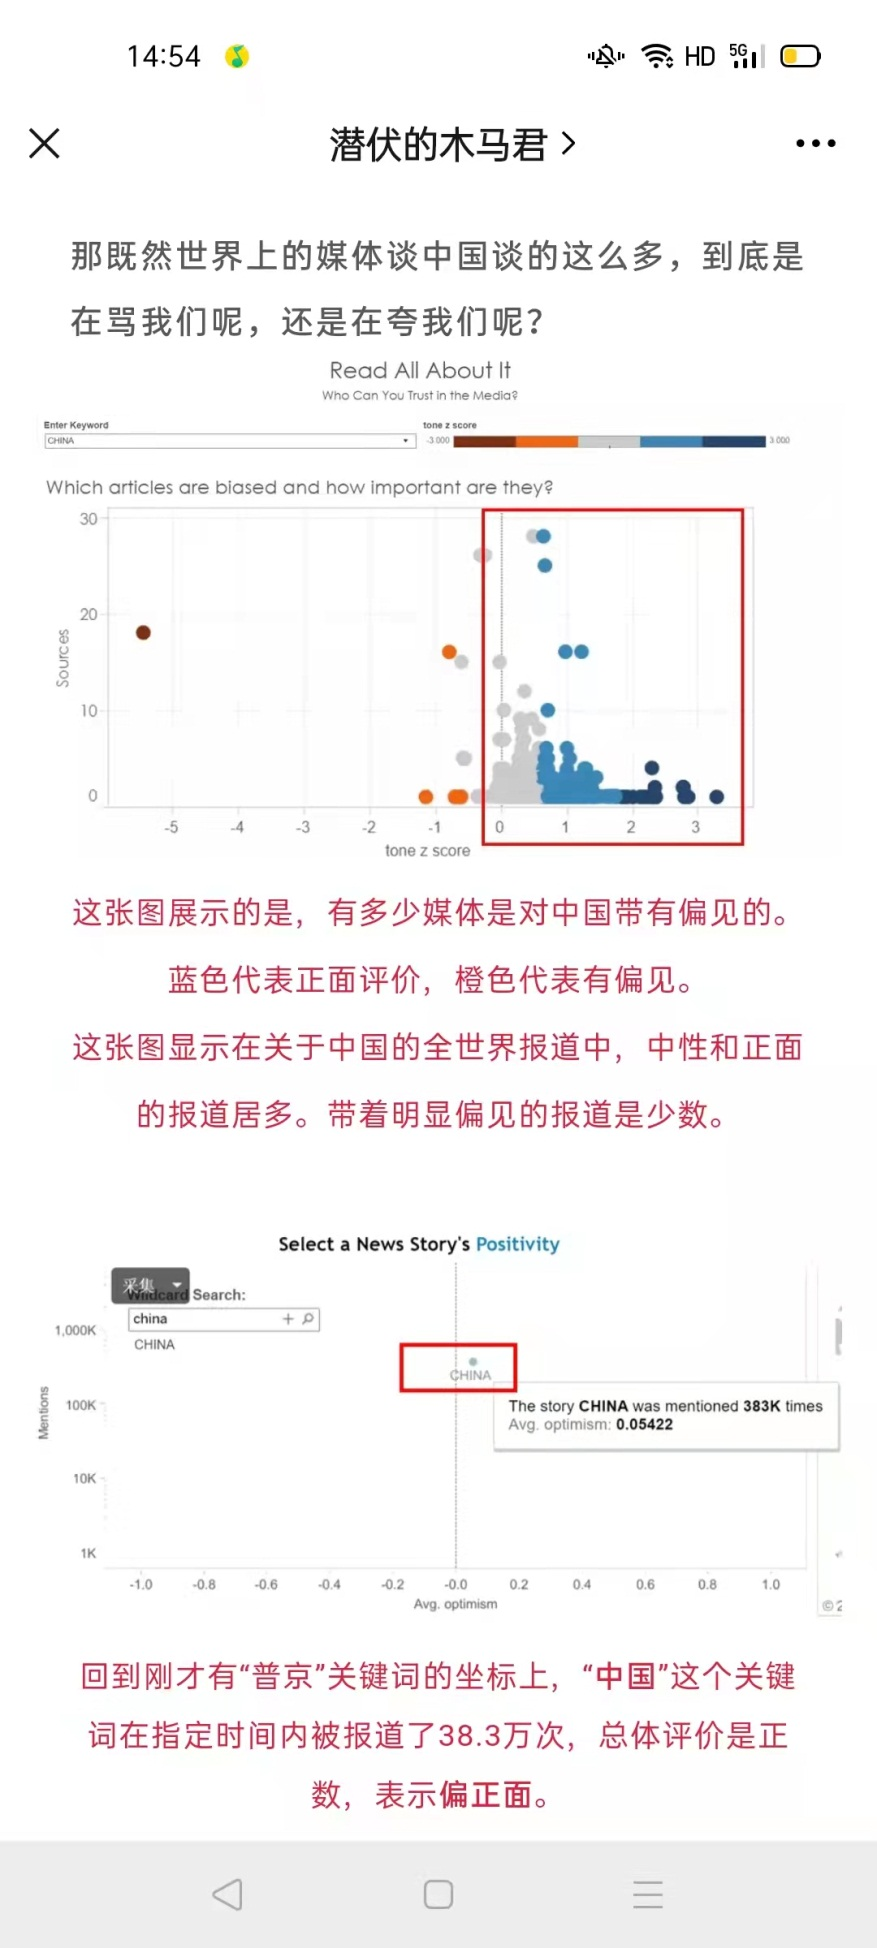 14:54
HD 5G
潜伏的木马君 >
那既然世界上的媒体谈中国谈的这么多，到底是
在骂我们呢，还是在夸我们呢？
Read All About It
Who Can You Trust in the Media?
Enter Keyword
CHINA
tone z score
-3.000
3.000
Which articles are biased and how important are they?
30
20
10
0
Sources
-5 -4 -3 -2 -1 0 1 2 3
tone z score
这张图展示的是，有多少媒体是对中国带有偏见的。
蓝色代表正面评价，橙色代表有偏见。
这张图显示在关于中国的全世界报道中，中性和正面
的报道居多。带着明显偏见的报道是少数。
Select a News Story's Positivity
采集
Wildcard Search:
china
CHINA
1,000K
100K
10K
1K
Mentions
CHINA
The story CHINA was mentioned 383K times
Avg. optimism: 0.05422
-1.0 -0.8 -0.6 -0.4 -0.2 -0.0 0.2 0.4 0.6 0.8 1.0
Avg. optimism
© 2
回到刚才有“普京”关键词的坐标上，“中国”这个关键
词在指定时间内被报道了38.3万次，总体评价是正
数，表示偏正面。